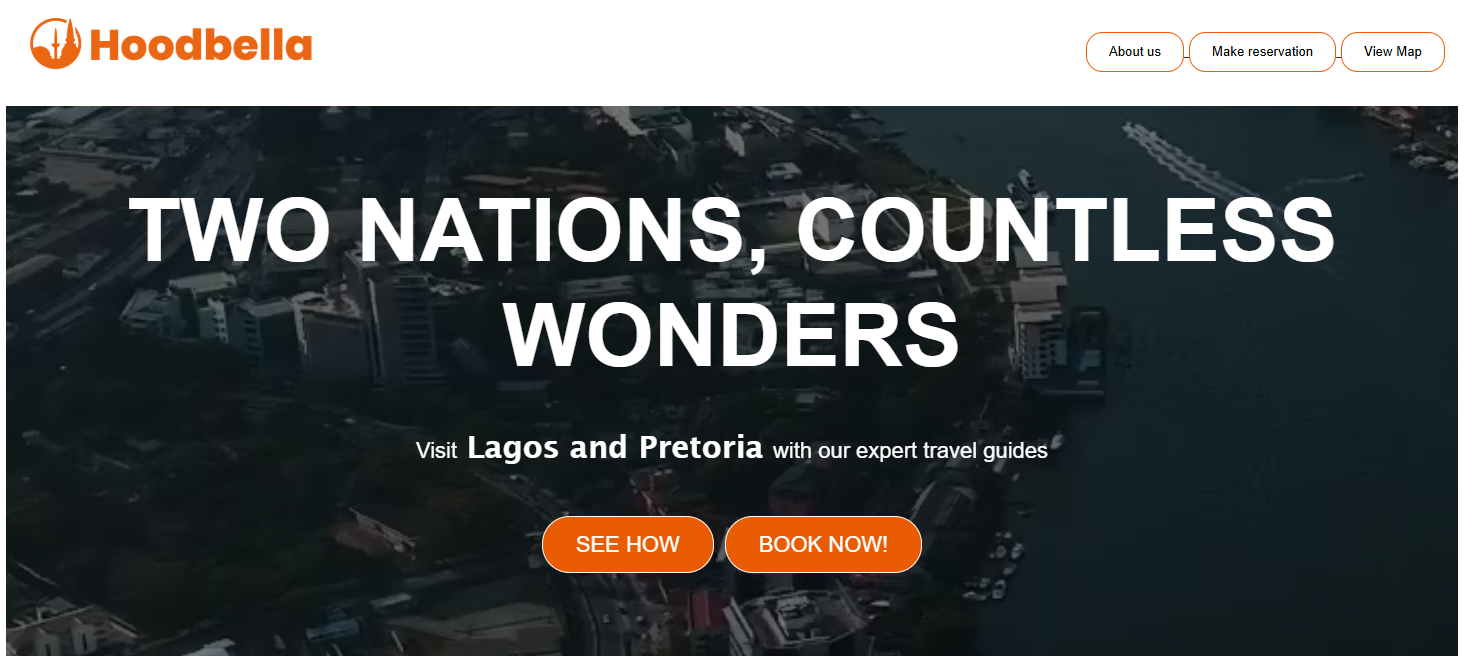 Hoodbella
About us
Make reservation
View Map
TWO NATIONS, COUNTLESS
WONDERS
Visit Lagos and Pretoria with our expert travel guides
SEE HOW
BOOK NOW!